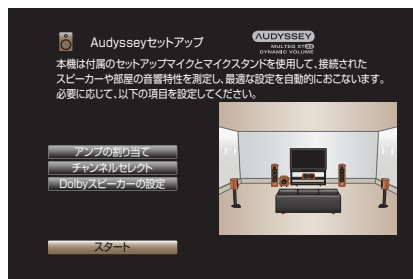 Audysseyセットアップ
AUDYSSEY
MULTEQ XT32
DYNAMIC VOLUME
本機は付属のセットアップマイクとマイクスタンドを使用して、接続された
スピーカーや部屋の音響特性を測定し、最適な設定を自動的におこないます。
必要に応じて、以下の項目を設定してください。
アンプの割り当て
チャンネルセレクト
Dolbyスピーカーの設定
スタート